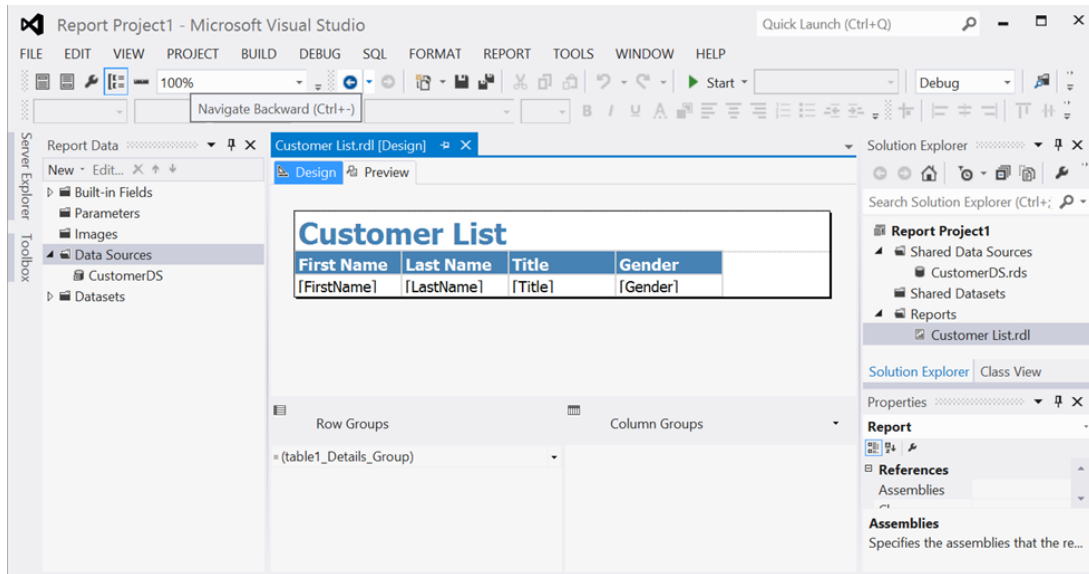 Report Project1 - Microsoft Visual Studio
Quick Launch (Ctrl+Q)
FILE EDIT VIEW PROJECT BUILD DEBUG SQL FORMAT REPORT TOOLS WINDOW HELP
100%
Start
Debug
Navigate Backward (Ctrl+-)
B I U A
Server Explorer
Toolbox
Report Data
New Edit...
Built-in Fields
Parameters
Images
Data Sources
CustomerDS
Datasets
Customer List.rdl [Design]
Design Preview
Customer List
First Name Last Name Title Gender
[FirstName] [LastName] [Title] [Gender]
Row Groups
Column Groups
(table1_Details_Group)
Solution Explorer
Search Solution Explorer (Ctrl+;
Report Project1
Shared Data Sources
CustomerDS.rds
Shared Datasets
Reports
Customer List.rdl
Solution Explorer Class View
Properties
Report
References
Assemblies
Assemblies
Specifies the assemblies that the re...